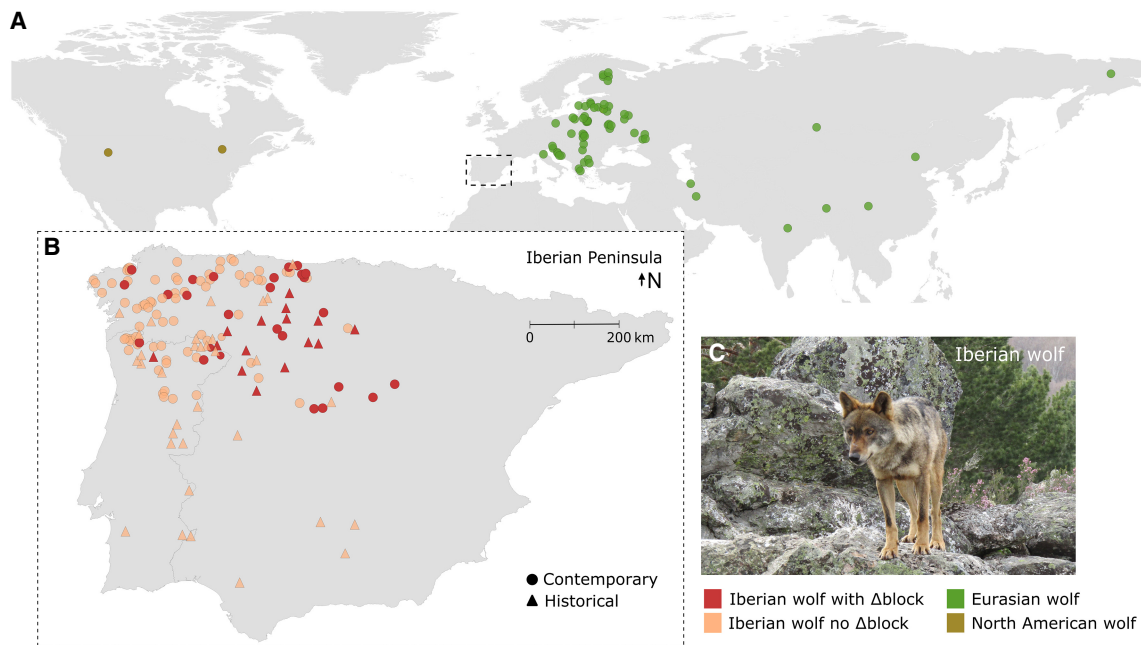 A
B
Iberian Peninsula
N
0 200 km
Contemporary
Historical
C
Iberian wolf
Iberian wolf with Δblock
Iberian wolf no Δblock
Eurasian wolf
North American wolf